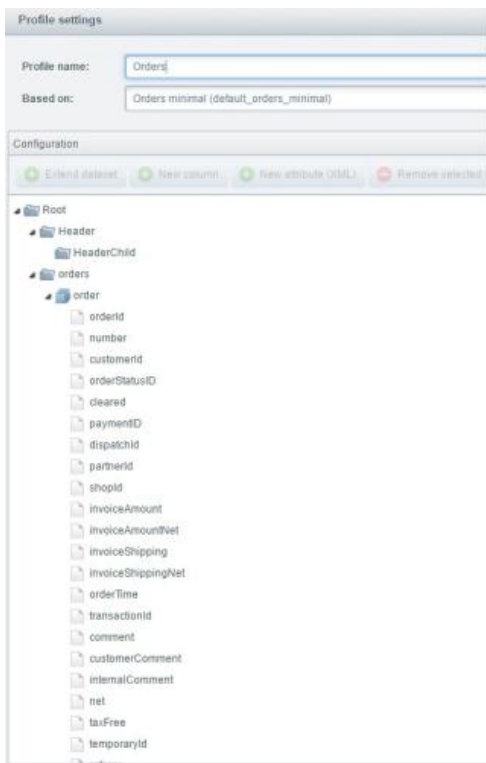 Profile settings
Profile name: Orders
Based on: Orders minimal (default_orders_minimal)
Configuration
Extend dataset New column New attribute (XML) Remove selected
Root
Header
HeaderChild
orders
order
orderId
number
customerId
orderStatusID
cleared
paymentID
dispatchId
partnerId
shopId
invoiceAmount
invoiceAmountNet
invoiceShipping
invoiceShippingNet
orderTime
transactionId
comment
customerComment
internalComment
net
taxFree
temporaryId